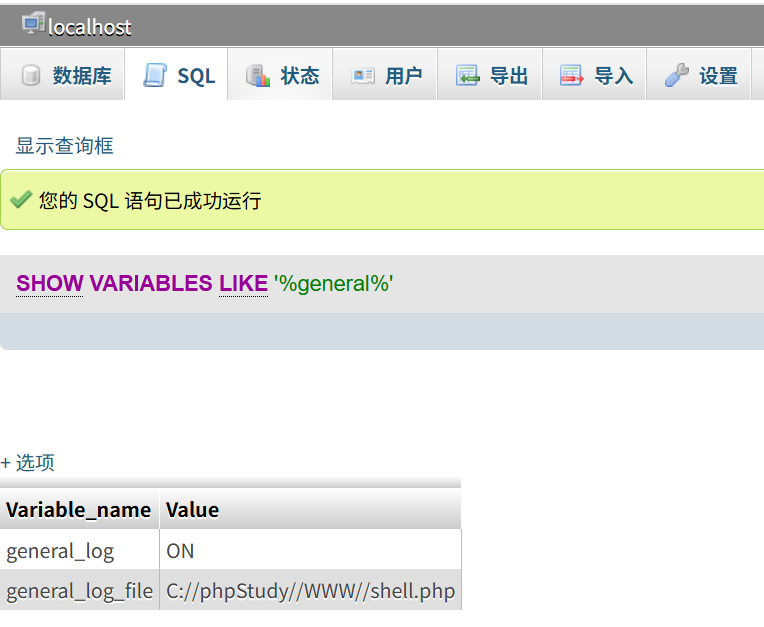 localhost
数据库 SQL 状态 用户 导出 导入 设置
显示查询框
您的 SQL 语句已成功运行
SHOW VARIABLES LIKE '%general%'
+ 选项
Variable_name Value
general_log ON
general_log_file C://phpStudy//WWW//shell.php